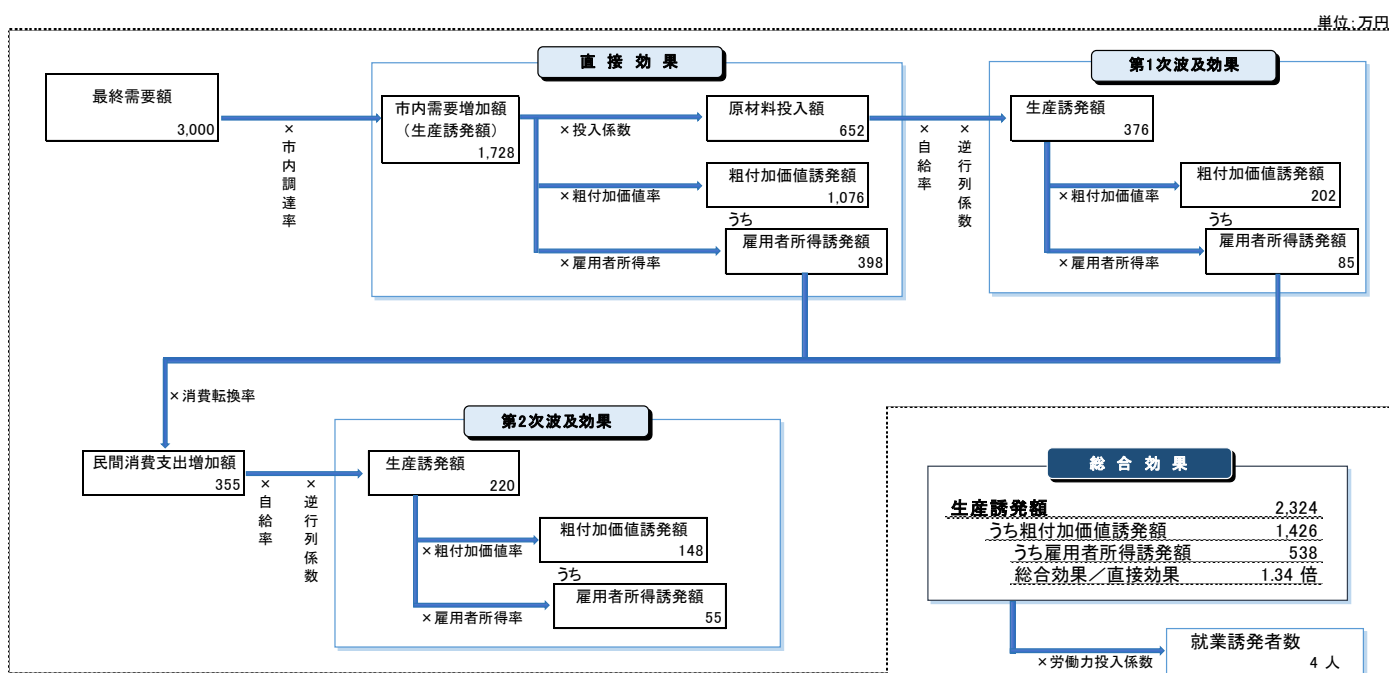 単位:万円
直 接 効 果
第1次波及効果
最終需要額
3,000
×市内調達率
市内需要増加額
(生産誘発額)
1,728
×投入係数
原材料投入額
652
×粗付加価値率
粗付加価値誘発額
1,076
うち
×雇用者所得率
雇用者所得誘発額
398
×自給率
×逆行列係数
生産誘発額
376
×粗付加価値率
粗付加価値誘発額
202
うち
×雇用者所得率
雇用者所得誘発額
85
×消費転換率
第2次波及効果
民間消費支出増加額
355
×自給率
×逆行列係数
生産誘発額
220
×粗付加価値率
粗付加価値誘発額
148
うち
×雇用者所得率
雇用者所得誘発額
55
総 合 効 果
生産誘発額 2,324
うち粗付加価値誘発額 1,426
うち雇用者所得誘発額 538
総合効果/直接効果 1.34 倍
×労働力投入係数
就業誘発者数
4 人